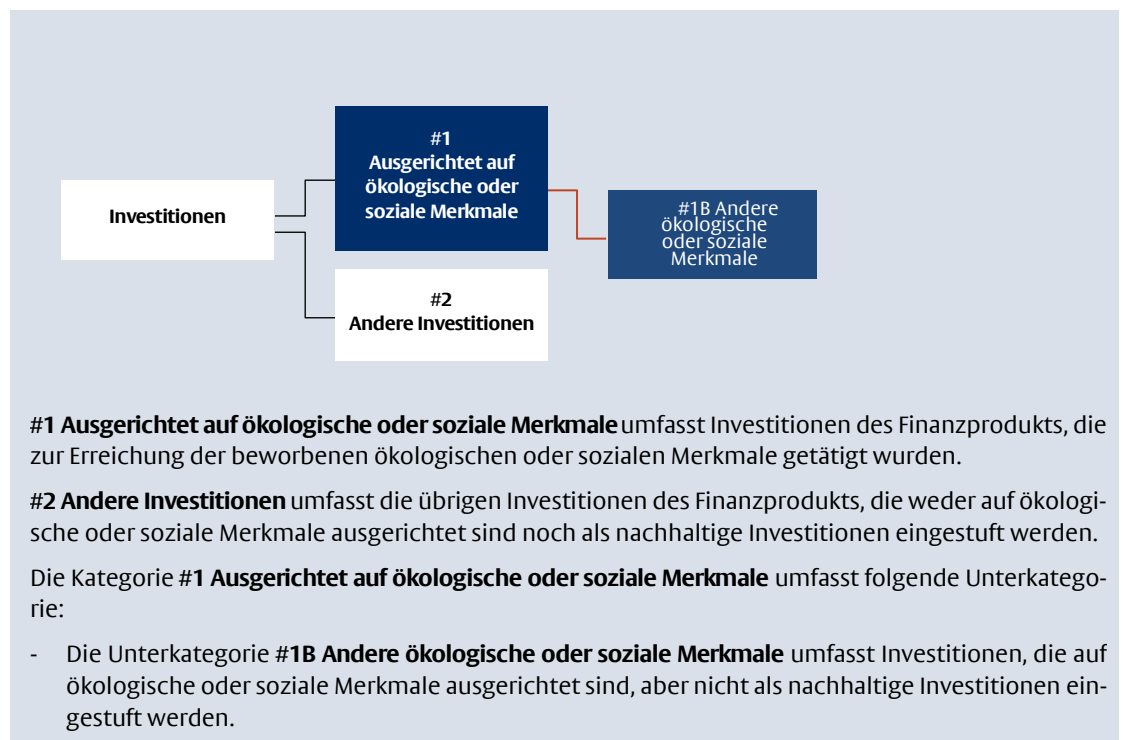 #1
Ausgerichtet auf
ökologische oder
soziale Merkmale
Investitionen
#1B Andere
ökologische
oder soziale
Merkmale
#2
Andere Investitionen
#1 Ausgerichtet auf ökologische oder soziale Merkmale umfasst Investitionen des Finanzprodukts, die
zur Erreichung der beworbenen ökologischen oder sozialen Merkmale getätigt wurden.
#2 Andere Investitionen umfasst die übrigen Investitionen des Finanzprodukts, die weder auf ökologi-
sche oder soziale Merkmale ausgerichtet sind noch als nachhaltige Investitionen eingestuft werden.
Die Kategorie #1 Ausgerichtet auf ökologische oder soziale Merkmale umfasst folgende Unterkatego-
rie:
- Die Unterkategorie #1B Andere ökologische oder soziale Merkmale umfasst Investitionen, die auf
ökologische oder soziale Merkmale ausgerichtet sind, aber nicht als nachhaltige Investitionen ein-
gestuft werden.